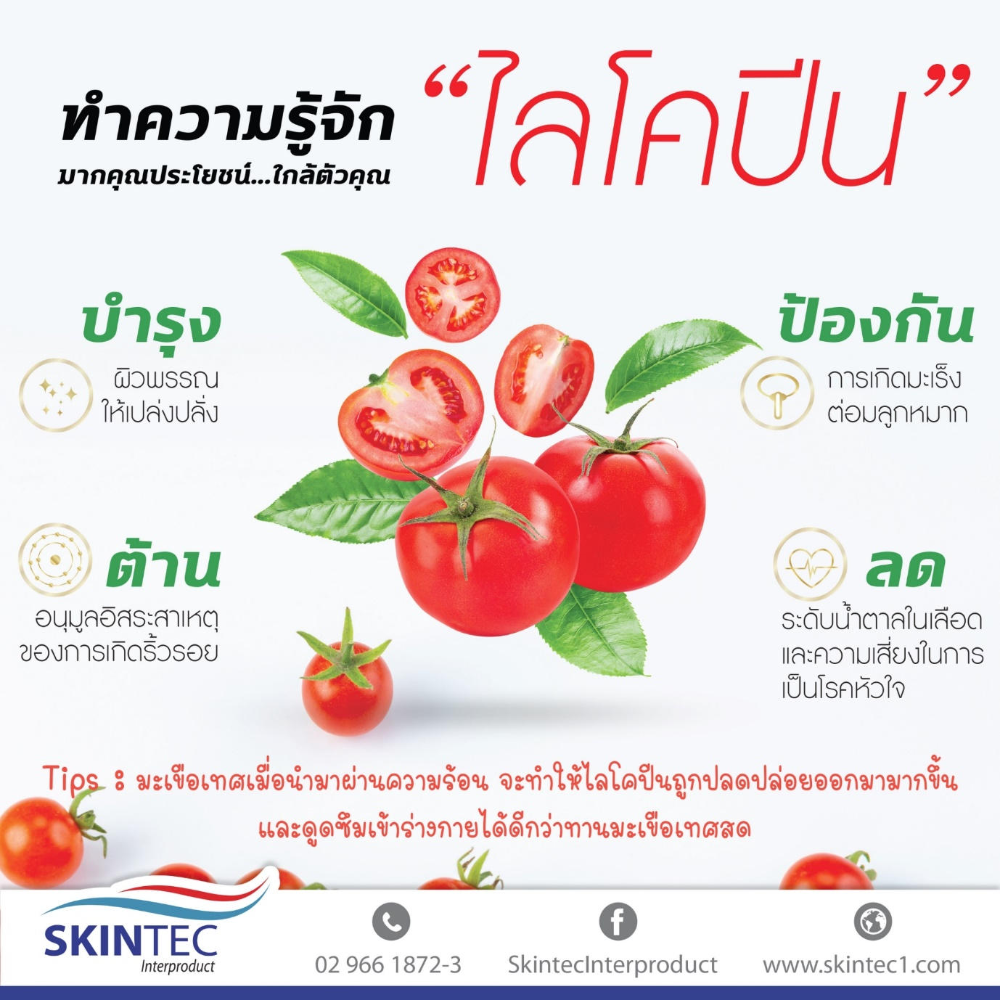 ทำความรู้จัก
มากคุณประโยชน์...ใกล้ตัวคุณ
“ไลโคปีน”
บำรุง
ผิวพรรณ
ให้เปล่งปลั่ง
ป้องกัน
การเกิดมะเร็ง
ต่อมลูกหมาก
ต้าน
อนุมูลอิสระสาเหตุ
ของการเกิดริ้วรอย
ลด
ระดับน้ำตาลในเลือด
และความเสี่ยงในการ
เป็นโรคหัวใจ
Tips : มะเขือเทศเมื่อนำมาผ่านความร้อน จะทำให้ไลโคปีนถูกปลดปล่อยออกมามากขึ้น
และดูดซึมเข้าร่างกายได้ดีกว่าทานมะเขือเทศสด
SKINTEC
Interproduct
02 966 1872-3
SkintecInterproduct
www.skintec1.com